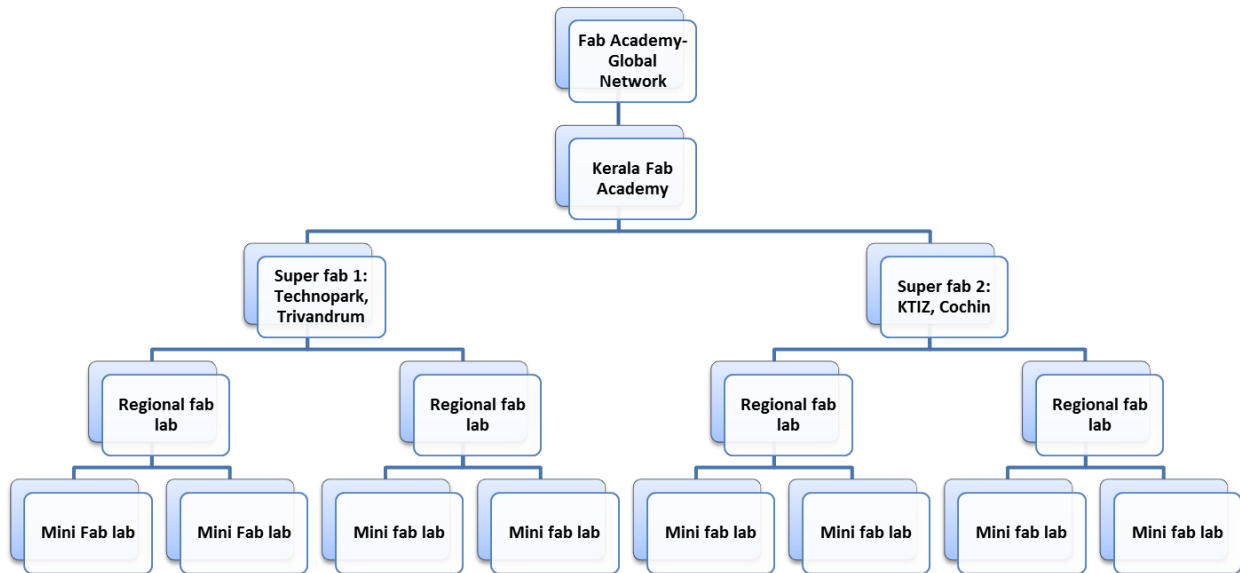 Fab Academy-
Global
Network
Kerala Fab
Academy
Super fab 1:
Technopark,
Trivandrum
Super fab 2:
KTIZ, Cochin
Regional fab
lab
Regional fab
lab
Regional fab
lab
Regional fab
lab
Mini Fab lab
Mini Fab lab
Mini fab lab
Mini fab lab
Mini fab lab
Mini fab lab
Mini fab lab
Mini fab lab